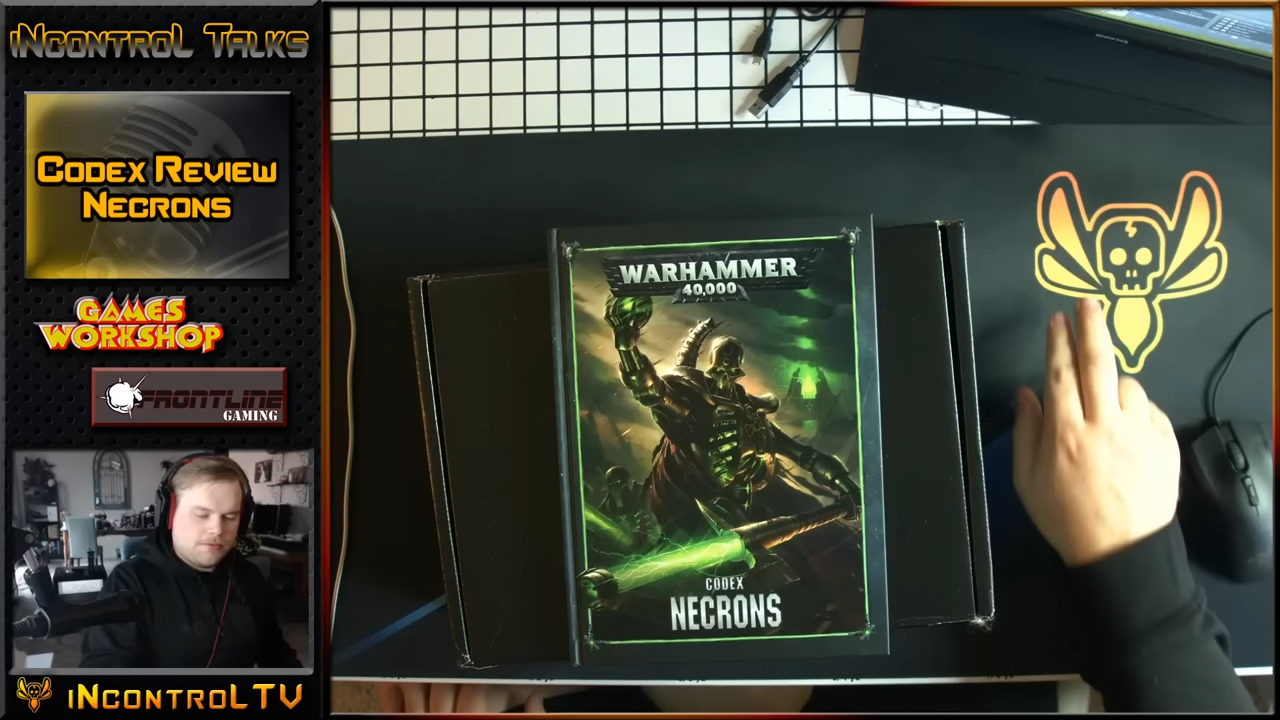 iNcontroL Talks
Codex Review
Necrons
GAMES
WORKSHOP
FRONTLINE
GAMING
iNcontroLTV
WARHAMMER
40,000
CODEX
NECRONS